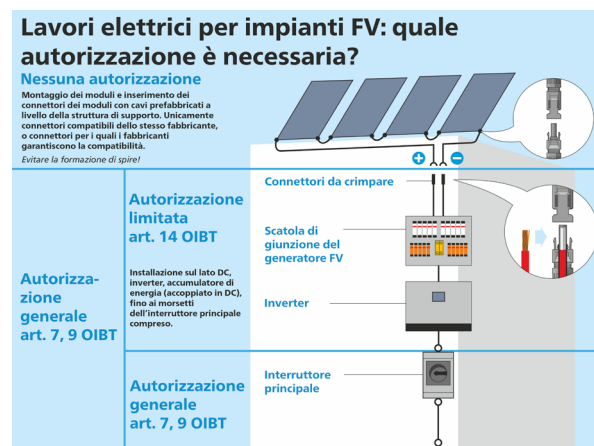 Lavori elettrici per impianti FV: quale
autorizzazione è necessaria?
Nessuna autorizzazione
Montaggio dei moduli e inserimento dei
connettori dei moduli con cavi prefabbricati a
livello della struttura di supporto. Unicamente
connettori compatibili dello stesso fabbricante,
o connettori per i quali i fabbricanti
garantiscono la compatibilità.
Evitare la formazione di spire!
+ −
Autorizza-
zione
generale
art. 7, 9 OIBT
Autorizzazione
limitata
art. 14 OIBT
Installazione sul lato DC,
inverter, accumulatore di
energia (accoppiato in DC),
fino ai morsetti
dell’interruttore principale
compreso.
Connettori da crimpare
Scatola di
giunzione del
generatore FV
Inverter
Autorizzazione
generale
art. 7, 9 OIBT
Interruttore
principale